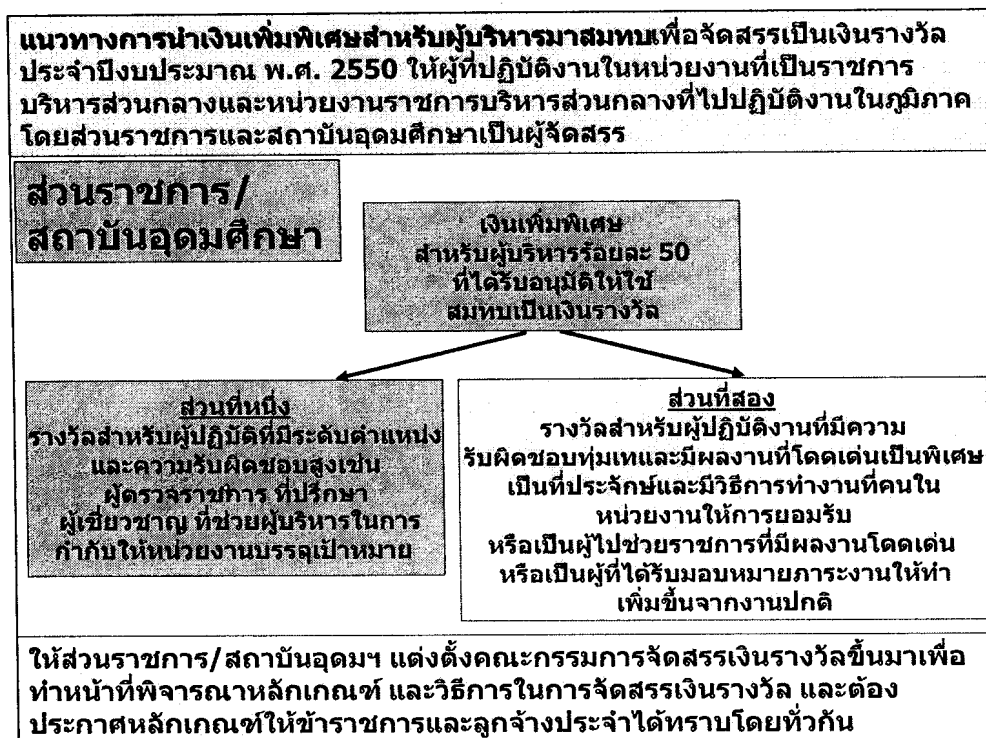 แนวทางการนำเงินเพิ่มพิเศษสำหรับผู้บริหารมาสมทบเพื่อจัดสรรเป็นเงินรางวัล
ประจำปีงบประมาณ พ.ศ. 2550 ให้ผู้ที่ปฏิบัติงานในหน่วยงานที่เป็นราชการ
บริหารส่วนกลางและหน่วยงานราชการบริหารส่วนกลางที่ไปปฏิบัติงานในภูมิภาค
โดยส่วนราชการและสถาบันอุดมศึกษาเป็นผู้จัดสรร
ส่วนราชการ/
สถาบันอุดมศึกษา
เงินเพิ่มพิเศษ
สำหรับผู้บริหารร้อยละ 50
ที่ได้รับอนุมัติให้ใช้
สมทบเป็นเงินรางวัล
ส่วนที่หนึ่ง
รางวัลสำหรับผู้ปฏิบัติที่มีระดับตำแหน่ง
และความรับผิดชอบสูงเช่น
ผู้ตรวจราชการ ที่ปรึกษา
ผู้เชี่ยวชาญ ที่ช่วยผู้บริหารในการ
กำกับให้หน่วยงานบรรลุเป้าหมาย
ส่วนที่สอง
รางวัลสำหรับผู้ปฏิบัติงานที่มีความ
รับผิดชอบทุ่มเทและมีผลงานที่โดดเด่นเป็นพิเศษ
เป็นที่ประจักษ์และมีวิธีการทำงานที่คนใน
หน่วยงานให้การยอมรับ
หรือเป็นผู้ไปช่วยราชการที่มีผลงานโดดเด่น
หรือเป็นผู้ที่ได้รับมอบหมายภาระงานให้ทำ
เพิ่มขึ้นจากงานปกติ
ให้ส่วนราชการ/สถาบันอุดมฯ แต่งตั้งคณะกรรมการจัดสรรเงินรางวัลขึ้นมาเพื่อ
ทำหน้าที่พิจารณาหลักเกณฑ์ และวิธีการในการจัดสรรเงินรางวัล และต้อง
ประกาศหลักเกณฑ์ให้ข้าราชการและลูกจ้างประจำได้ทราบโดยทั่วกัน